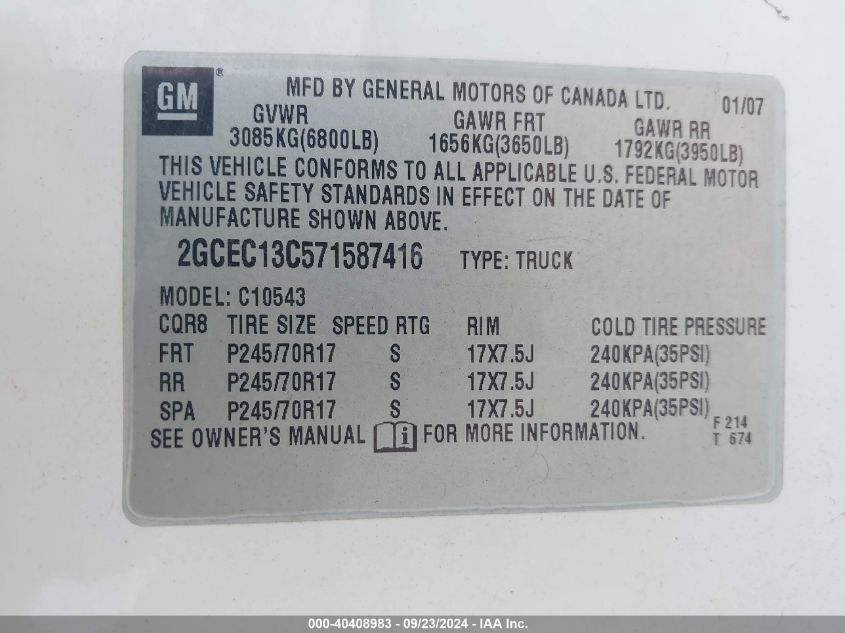 GM ®
MFD BY GENERAL MOTORS OF CANADA LTD. 01/07
GVWR GAWR FRT GAWR RR
3085KG(6800LB) 1656KG(3650LB) 1792KG(3950LB)
THIS VEHICLE CONFORMS TO ALL APPLICABLE U.S. FEDERAL MOTOR
VEHICLE SAFETY STANDARDS IN EFFECT ON THE DATE OF
MANUFACTURE SHOWN ABOVE.
2GCEC13C571587416 TYPE: TRUCK
MODEL: C10543
CQR8 TIRE SIZE SPEED RTG RIM COLD TIRE PRESSURE
FRT P245/70R17 S 17X7.5J 240KPA(35PSI)
RR P245/70R17 S 17X7.5J 240KPA(35PSI)
SPA P245/70R17 S 17X7.5J 240KPA(35PSI)
SEE OWNER'S MANUAL i FOR MORE INFORMATION.
F 214
T 674
000-40408983 - 09/23/2024 - IAA Inc.